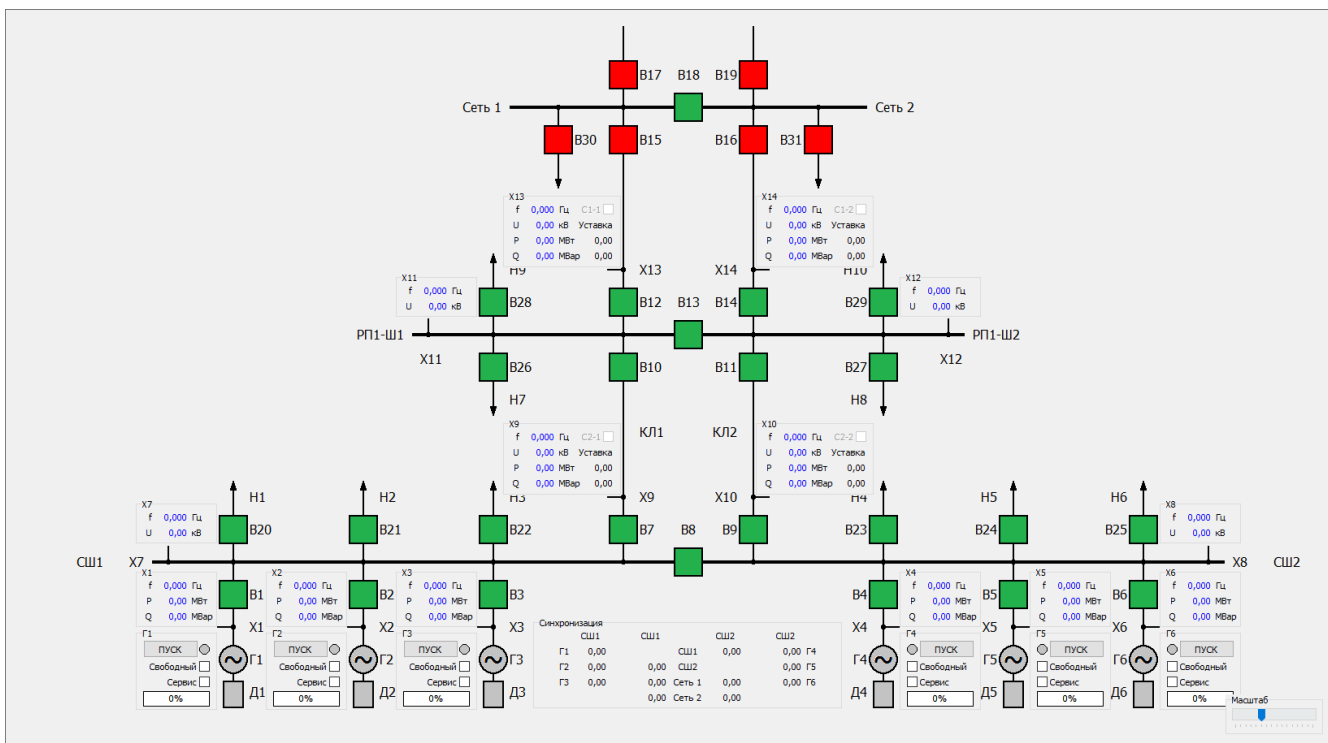 В17 В18 В19
Сеть 1 Сеть 2
В30 В15 В16 В31
X13 X14
f 0,000 Гц С1-1 f 0,000 Гц С1-2
U 0,00 кВ Уставка U 0,00 кВ Уставка
P 0,00 МВт 0,00 P 0,00 МВт 0,00
Q 0,00 МВар 0,00 Q 0,00 МВар 0,00
Н9 X13 X14 Н10
X11 X12
f 0,000 Гц f 0,000 Гц
U 0,00 кВ U 0,00 кВ
В28 В12 В13 В14 В29
РП1-Ш1 РП1-Ш2
X11 X12
В26 В10 В11 В27
Н7 Н8
X9 X10
f 0,000 Гц С2-1 КЛ1 КЛ2 f 0,000 Гц С2-2
U 0,00 кВ Уставка U 0,00 кВ Уставка
P 0,00 МВт 0,00 P 0,00 МВт 0,00
Q 0,00 МВар 0,00 Q 0,00 МВар 0,00
Н1 Н2 Н3 X9 X10 Н4 Н5 Н6
X7 X8
f 0,000 Гц f 0,000 Гц
U 0,00 кВ U 0,00 кВ
В20 В21 В22 В7 В8 В9 В23 В24 В25
СШ1 X7 X8 СШ2
X1 X2 X3 X4 X5 X6
f 0,000 Гц f 0,000 Гц f 0,000 Гц f 0,000 Гц f 0,000 Гц f 0,000 Гц
P 0,00 МВт В1 P 0,00 МВт В2 P 0,00 МВт В3 В4 P 0,00 МВт В5 P 0,00 МВт В6 P 0,00 МВт
Q 0,00 МВар Q 0,00 МВар Q 0,00 МВар Q 0,00 МВар Q 0,00 МВар Q 0,00 МВар
X1 X2 X3 X4 X5 X6
Г1 Г2 Г3 Г4 Г5 Г6
ПУСК ПУСК ПУСК ПУСК ПУСК ПУСК
Г1 Г2 Г3 Г4 Г5 Г6
Свободный Свободный Свободный Свободный Свободный Свободный
Сервис Сервис Сервис Сервис Сервис Сервис
0% Д1 0% Д2 0% Д3 Д4 0% Д5 0% Д6 0%
Синхронизация
СШ1 СШ1 СШ2 СШ2
Г1 0,00 СШ1 0,00 0,00 Г4
Г2 0,00 0,00 СШ2 0,00 Г5
Г3 0,00 0,00 Сеть 1 0,00 0,00 Г6
0,00 Сеть 2 0,00
Масштаб